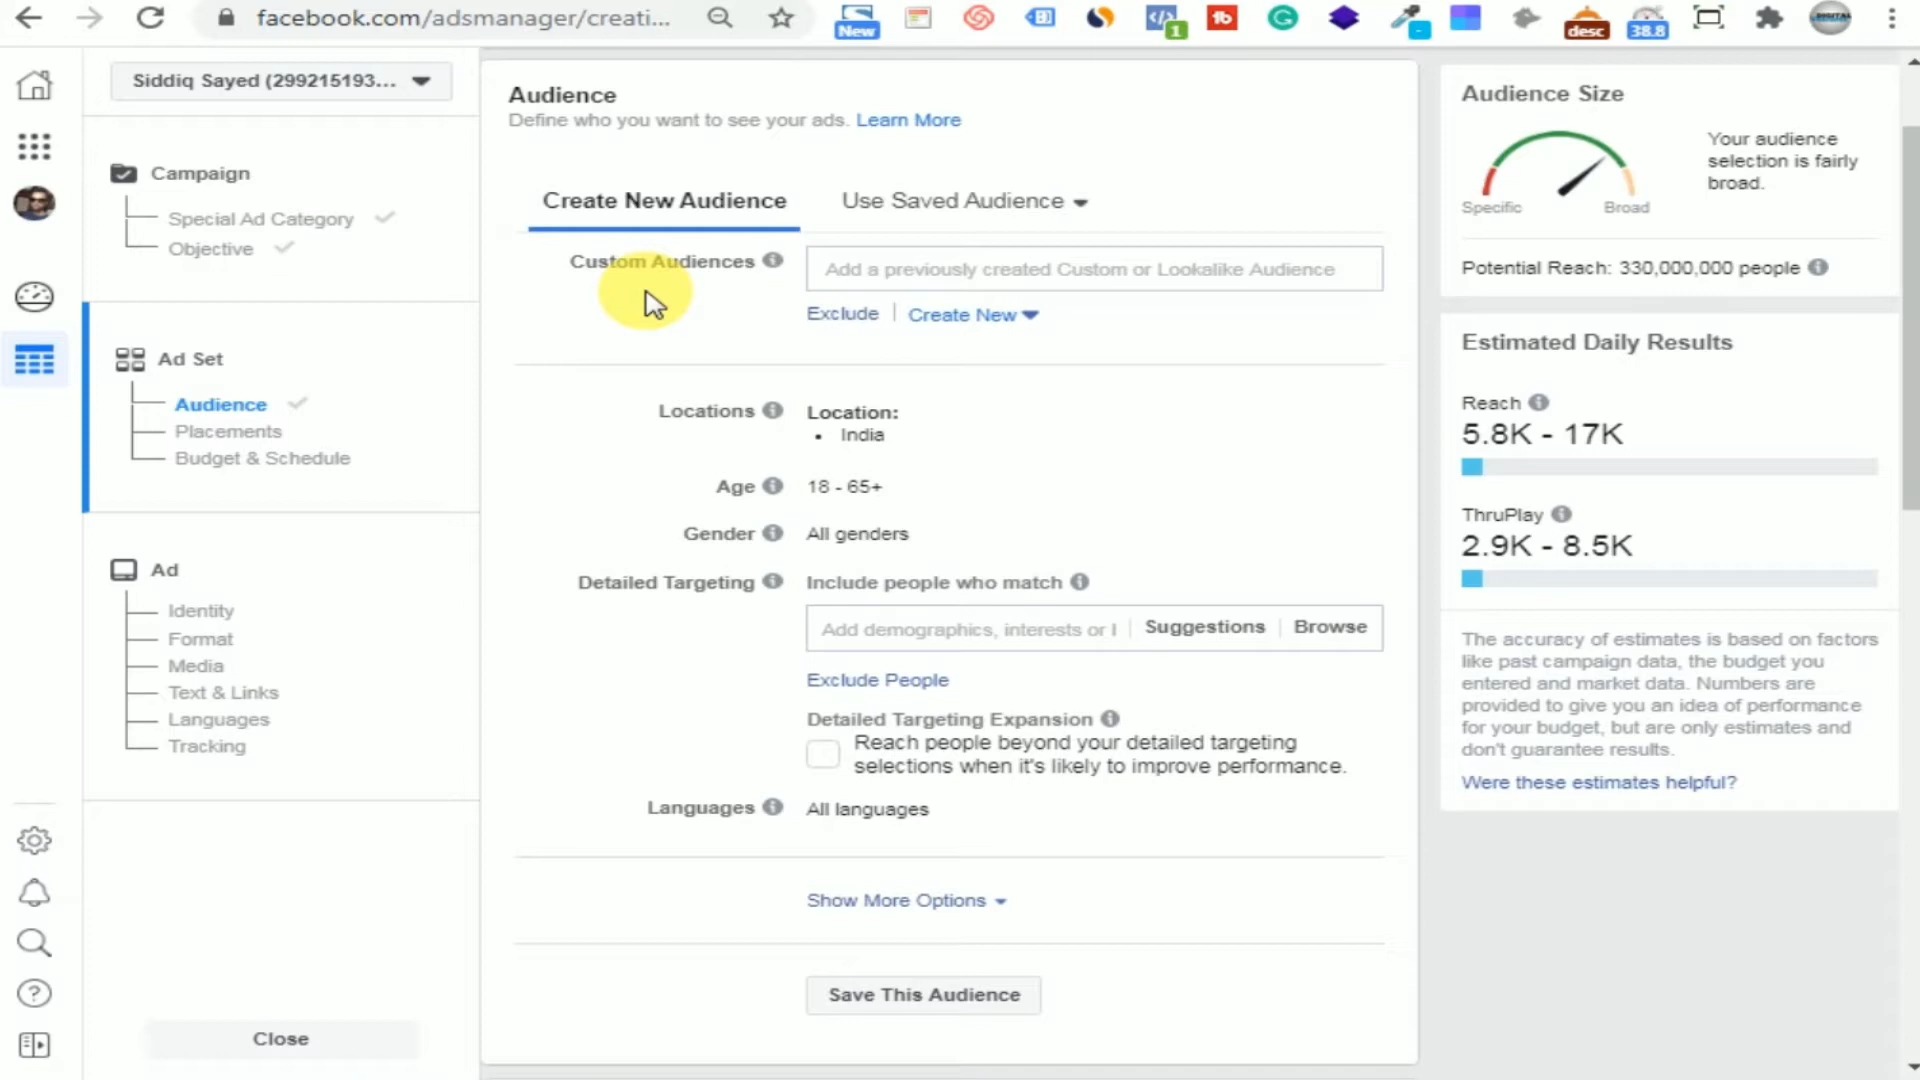 facebook.com/adsmanager/creati...
New
1
desc
38.8
Siddiq Sayed (299215193...
Campaign
Special Ad Category
Objective
Ad Set
Audience
Placements
Budget & Schedule
Ad
Identity
Format
Media
Text & Links
Languages
Tracking
Close
Audience
Define who you want to see your ads. Learn More
Create New Audience
Use Saved Audience
Custom Audiences
Add a previously created Custom or Lookalike Audience
Exclude
Create New
Locations
Location:
• India
Age
18 - 65+
Gender
All genders
Detailed Targeting
Include people who match
Add demographics, interests or
Suggestions
Browse
Exclude People
Detailed Targeting Expansion
Reach people beyond your detailed targeting
selections when it's likely to improve performance.
Languages
All languages
Show More Options
Save This Audience
Audience Size
Specific
Broad
Your audience
selection is fairly
broad.
Potential Reach: 330,000,000 people
Estimated Daily Results
Reach
5.8K - 17K
ThruPlay
2.9K - 8.5K
The accuracy of estimates is based on factors
like past campaign data, the budget you
entered and market data. Numbers are
provided to give you an idea of performance
for your budget, but are only estimates and
don't guarantee results.
Were these estimates helpful?